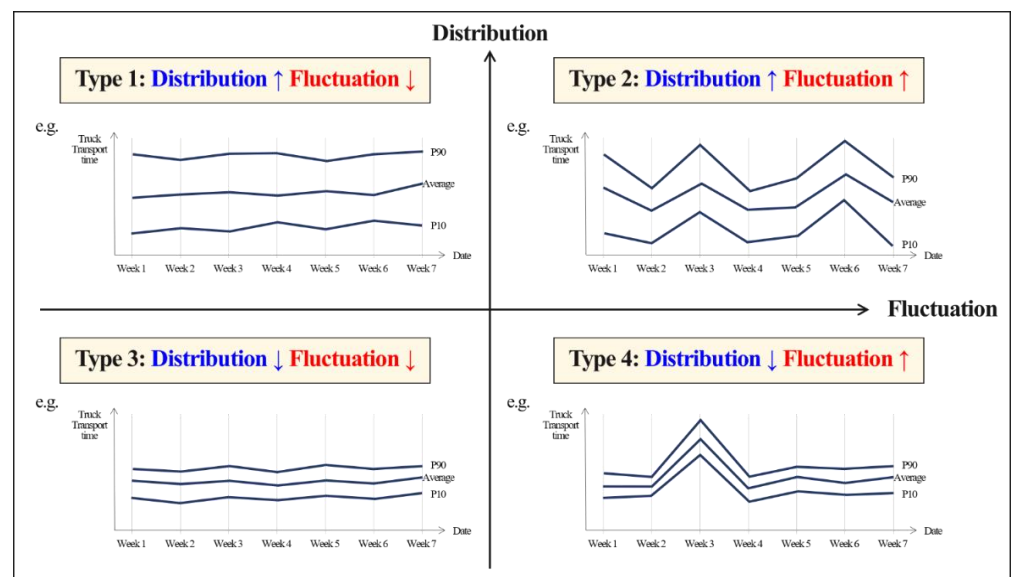 Distribution
Type 1: Distribution ↑ Fluctuation ↓
e.g.
Truck
Transport
time
P90
Average
P10
Date
Week 1 Week 2 Week 3 Week 4 Week 5 Week 6 Week 7
Type 2: Distribution ↑ Fluctuation ↑
e.g.
Truck
Transport
time
P90
Average
P10
Date
Week 1 Week 2 Week 3 Week 4 Week 5 Week 6 Week 7
Fluctuation
Type 3: Distribution ↓ Fluctuation ↓
e.g.
Truck
Transport
time
P90
Average
P10
Date
Week 1 Week 2 Week 3 Week 4 Week 5 Week 6 Week 7
Type 4: Distribution ↓ Fluctuation ↑
e.g.
Truck
Transport
time
P90
Average
P10
Date
Week 1 Week 2 Week 3 Week 4 Week 5 Week 6 Week 7